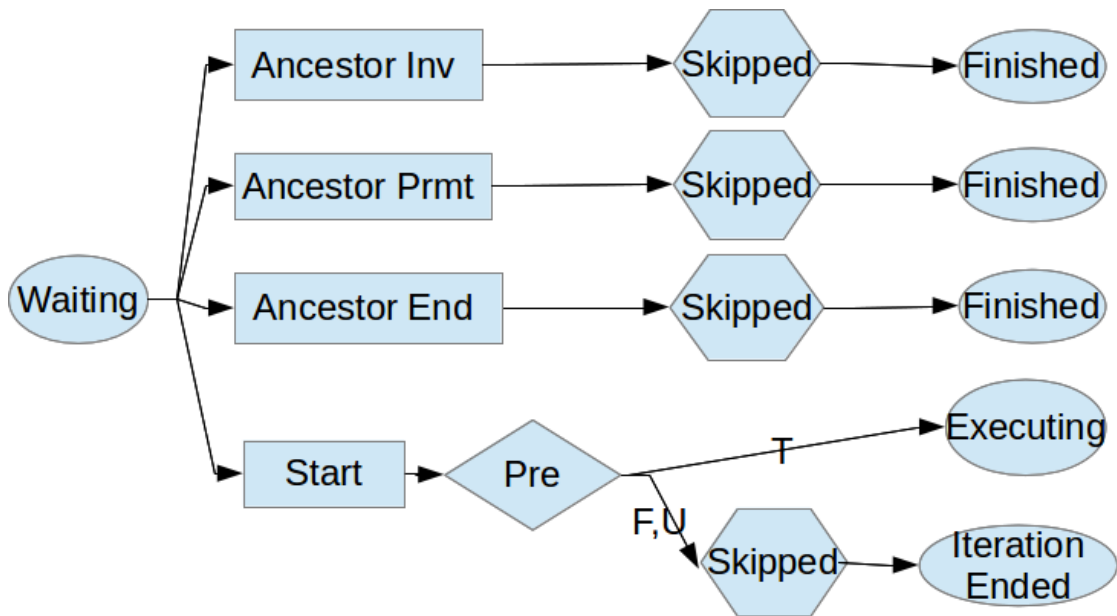 Ancestor Inv
Skipped
Finished
Ancestor Prmt
Skipped
Finished
Waiting
Ancestor End
Skipped
Finished
Start
Pre
T
Executing
F,U
Skipped
Iteration
Ended